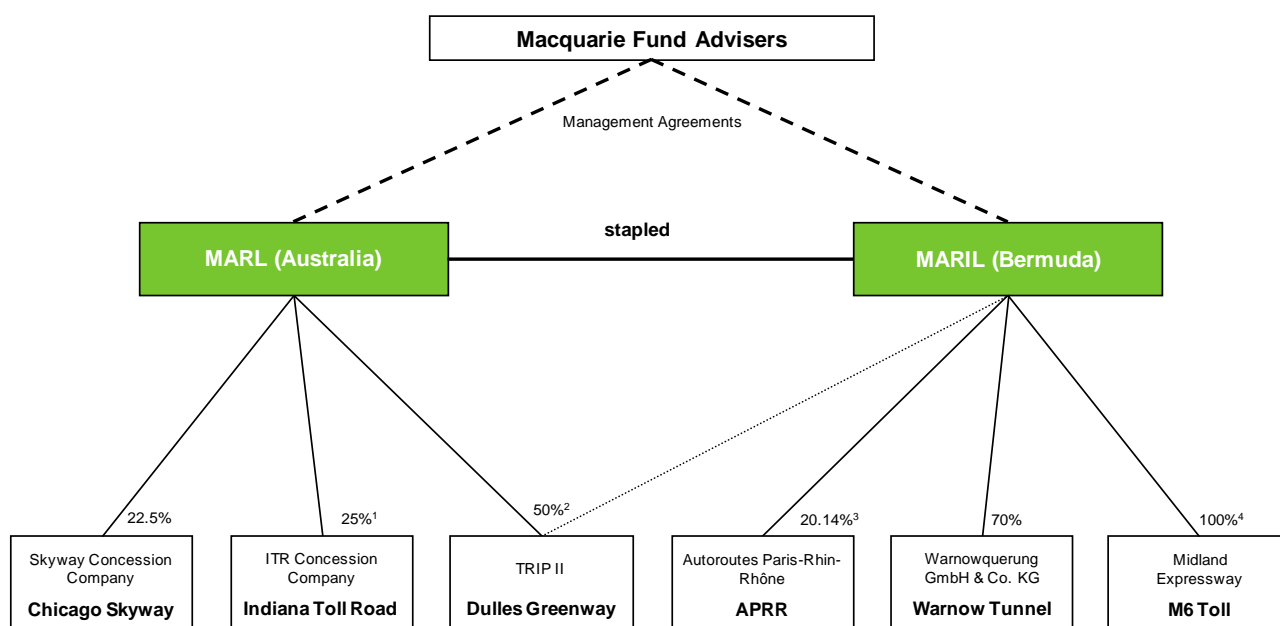 Macquarie Fund Advisers
Management Agreements
stapled
MARL (Australia)
MARIL (Bermuda)
22.5%
25%¹
50%²
20.14%³
70%
100%⁴
Skyway Concession
Company
Chicago Skyway
ITR Concession
Company
Indiana Toll Road
TRIP II
Dulles Greenway
Autoroutes Paris-Rhin-
Rhône
APRR
Warnowquerung
GmbH & Co. KG
Warnow Tunnel
Midland
Expressway
M6 Toll